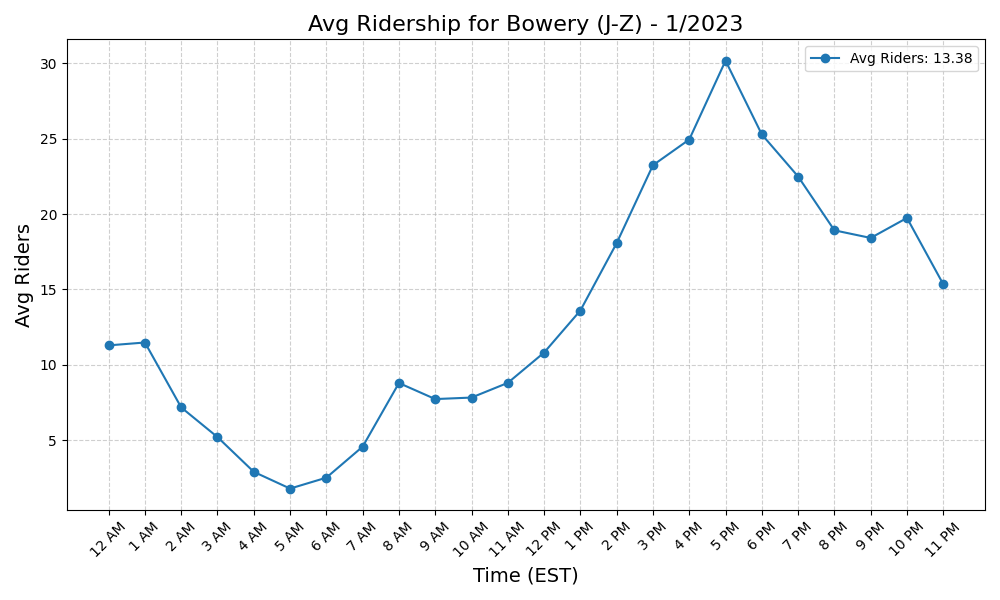 Avg Ridership for Bowery (J-Z) - 1/2023
Avg Riders: 13.38
Avg Riders
30
25
20
15
10
5
12 AM
1 AM
2 AM
3 AM
4 AM
5 AM
6 AM
7 AM
8 AM
9 AM
10 AM
11 AM
12 PM
1 PM
2 PM
3 PM
4 PM
5 PM
6 PM
7 PM
8 PM
9 PM
10 PM
11 PM
Time (EST)